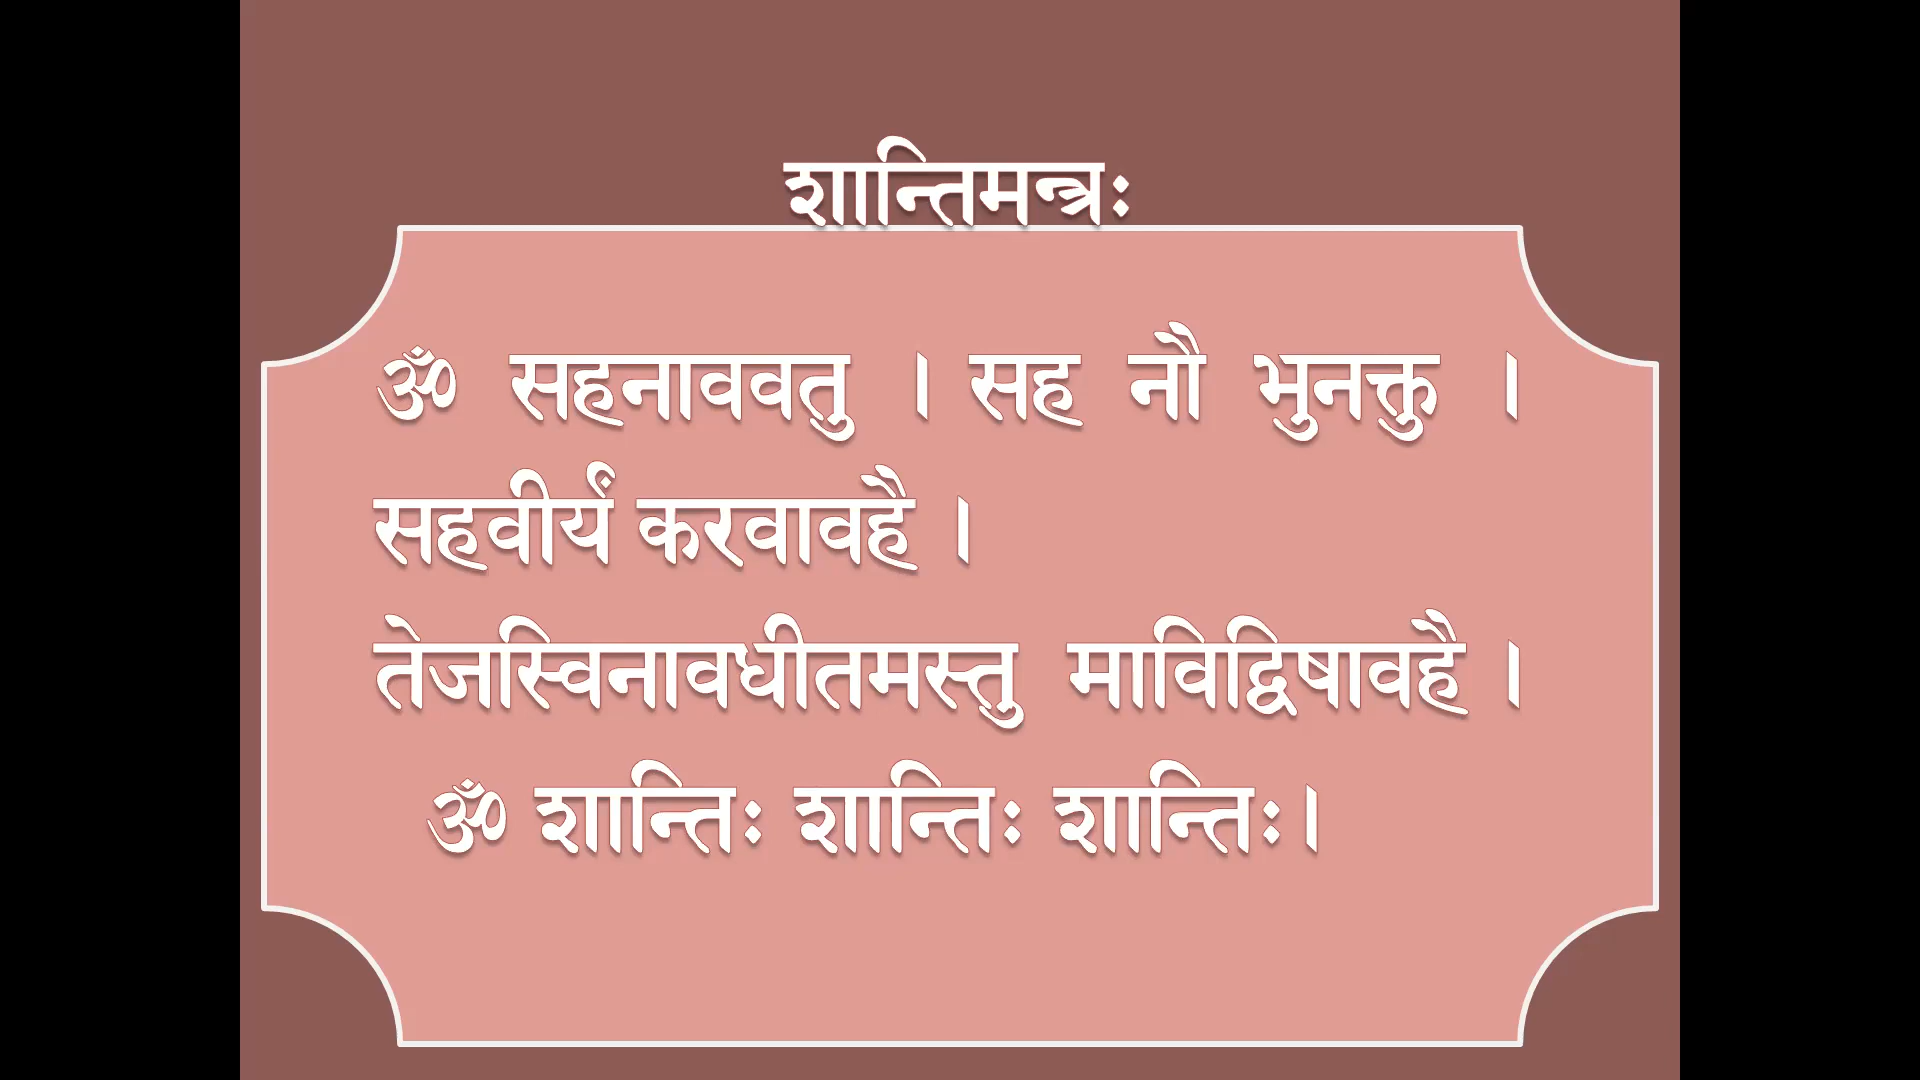 शान्तिमन्त्रः
ॐ सहनाववतु । सह नौ भुनक्तु ।
सहवीर्यं करवावहै ।
तेजस्विनावधीतमस्तु माविद्विषावहै ।
ॐ शान्तिः शान्तिः शान्तिः।